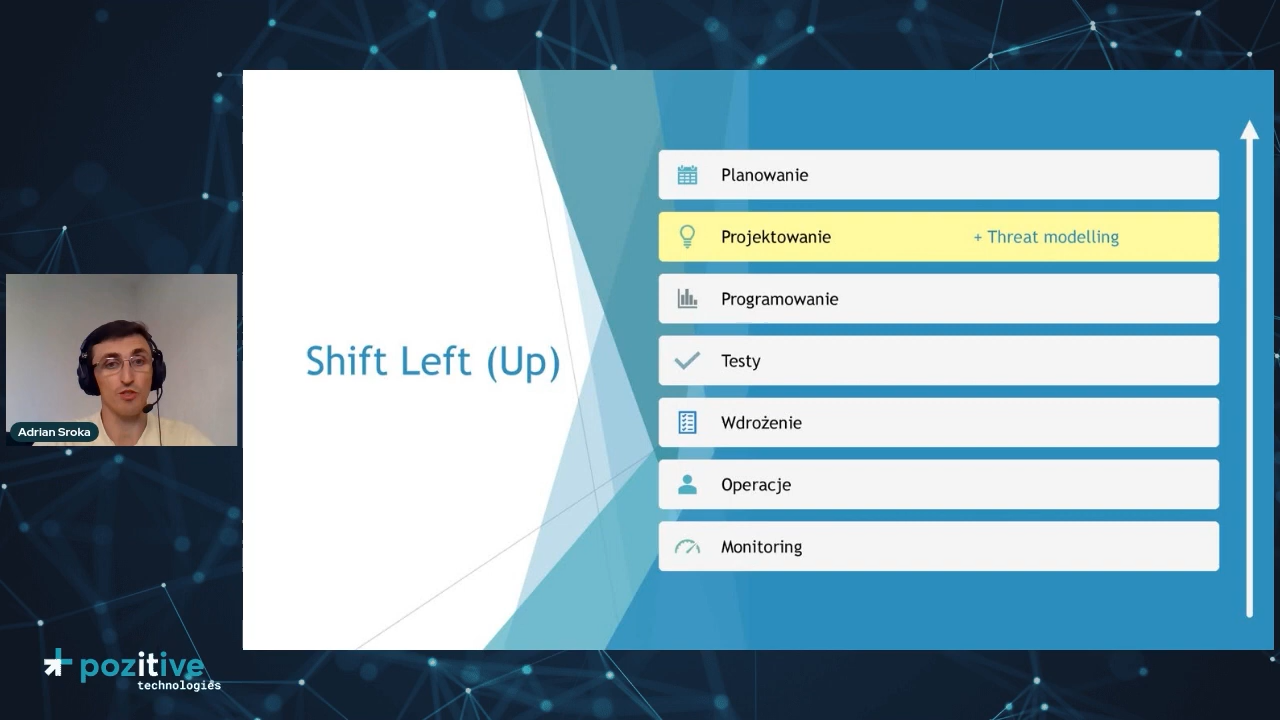 Shift Left (Up)
Planowanie
Projektowanie + Threat modelling
Programowanie
Testy
Wdrożenie
Operacje
Monitoring
Adrian Sroka
pozitive
technologies